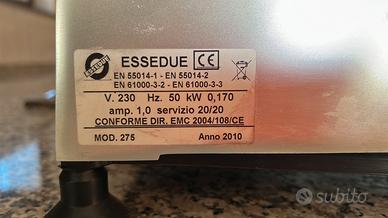 ESSEDUE CE
EN 55014-1 - EN 55014-2
EN 61000-3-2 - EN 61000-3-3
V. 230 Hz. 50 kW 0,170
amp. 1,0 servizio 20/20
CONFORME DIR. EMC 2004/108/CE
MOD. 275 Anno 2010
subito